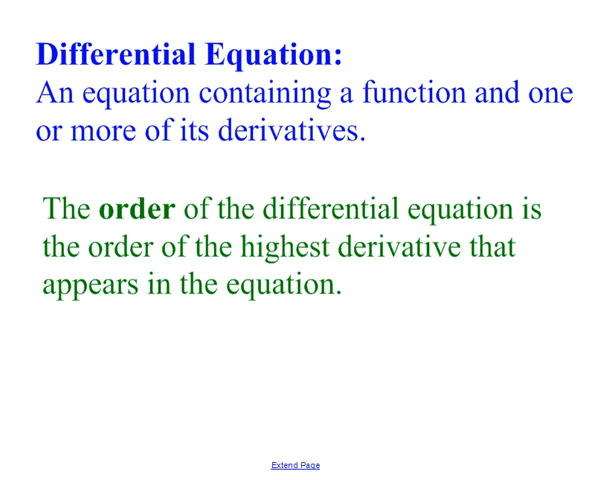 Differential Equation:
An equation containing a function and one
or more of its derivatives.
The order of the differential equation is
the order of the highest derivative that
appears in the equation.
Extend Page